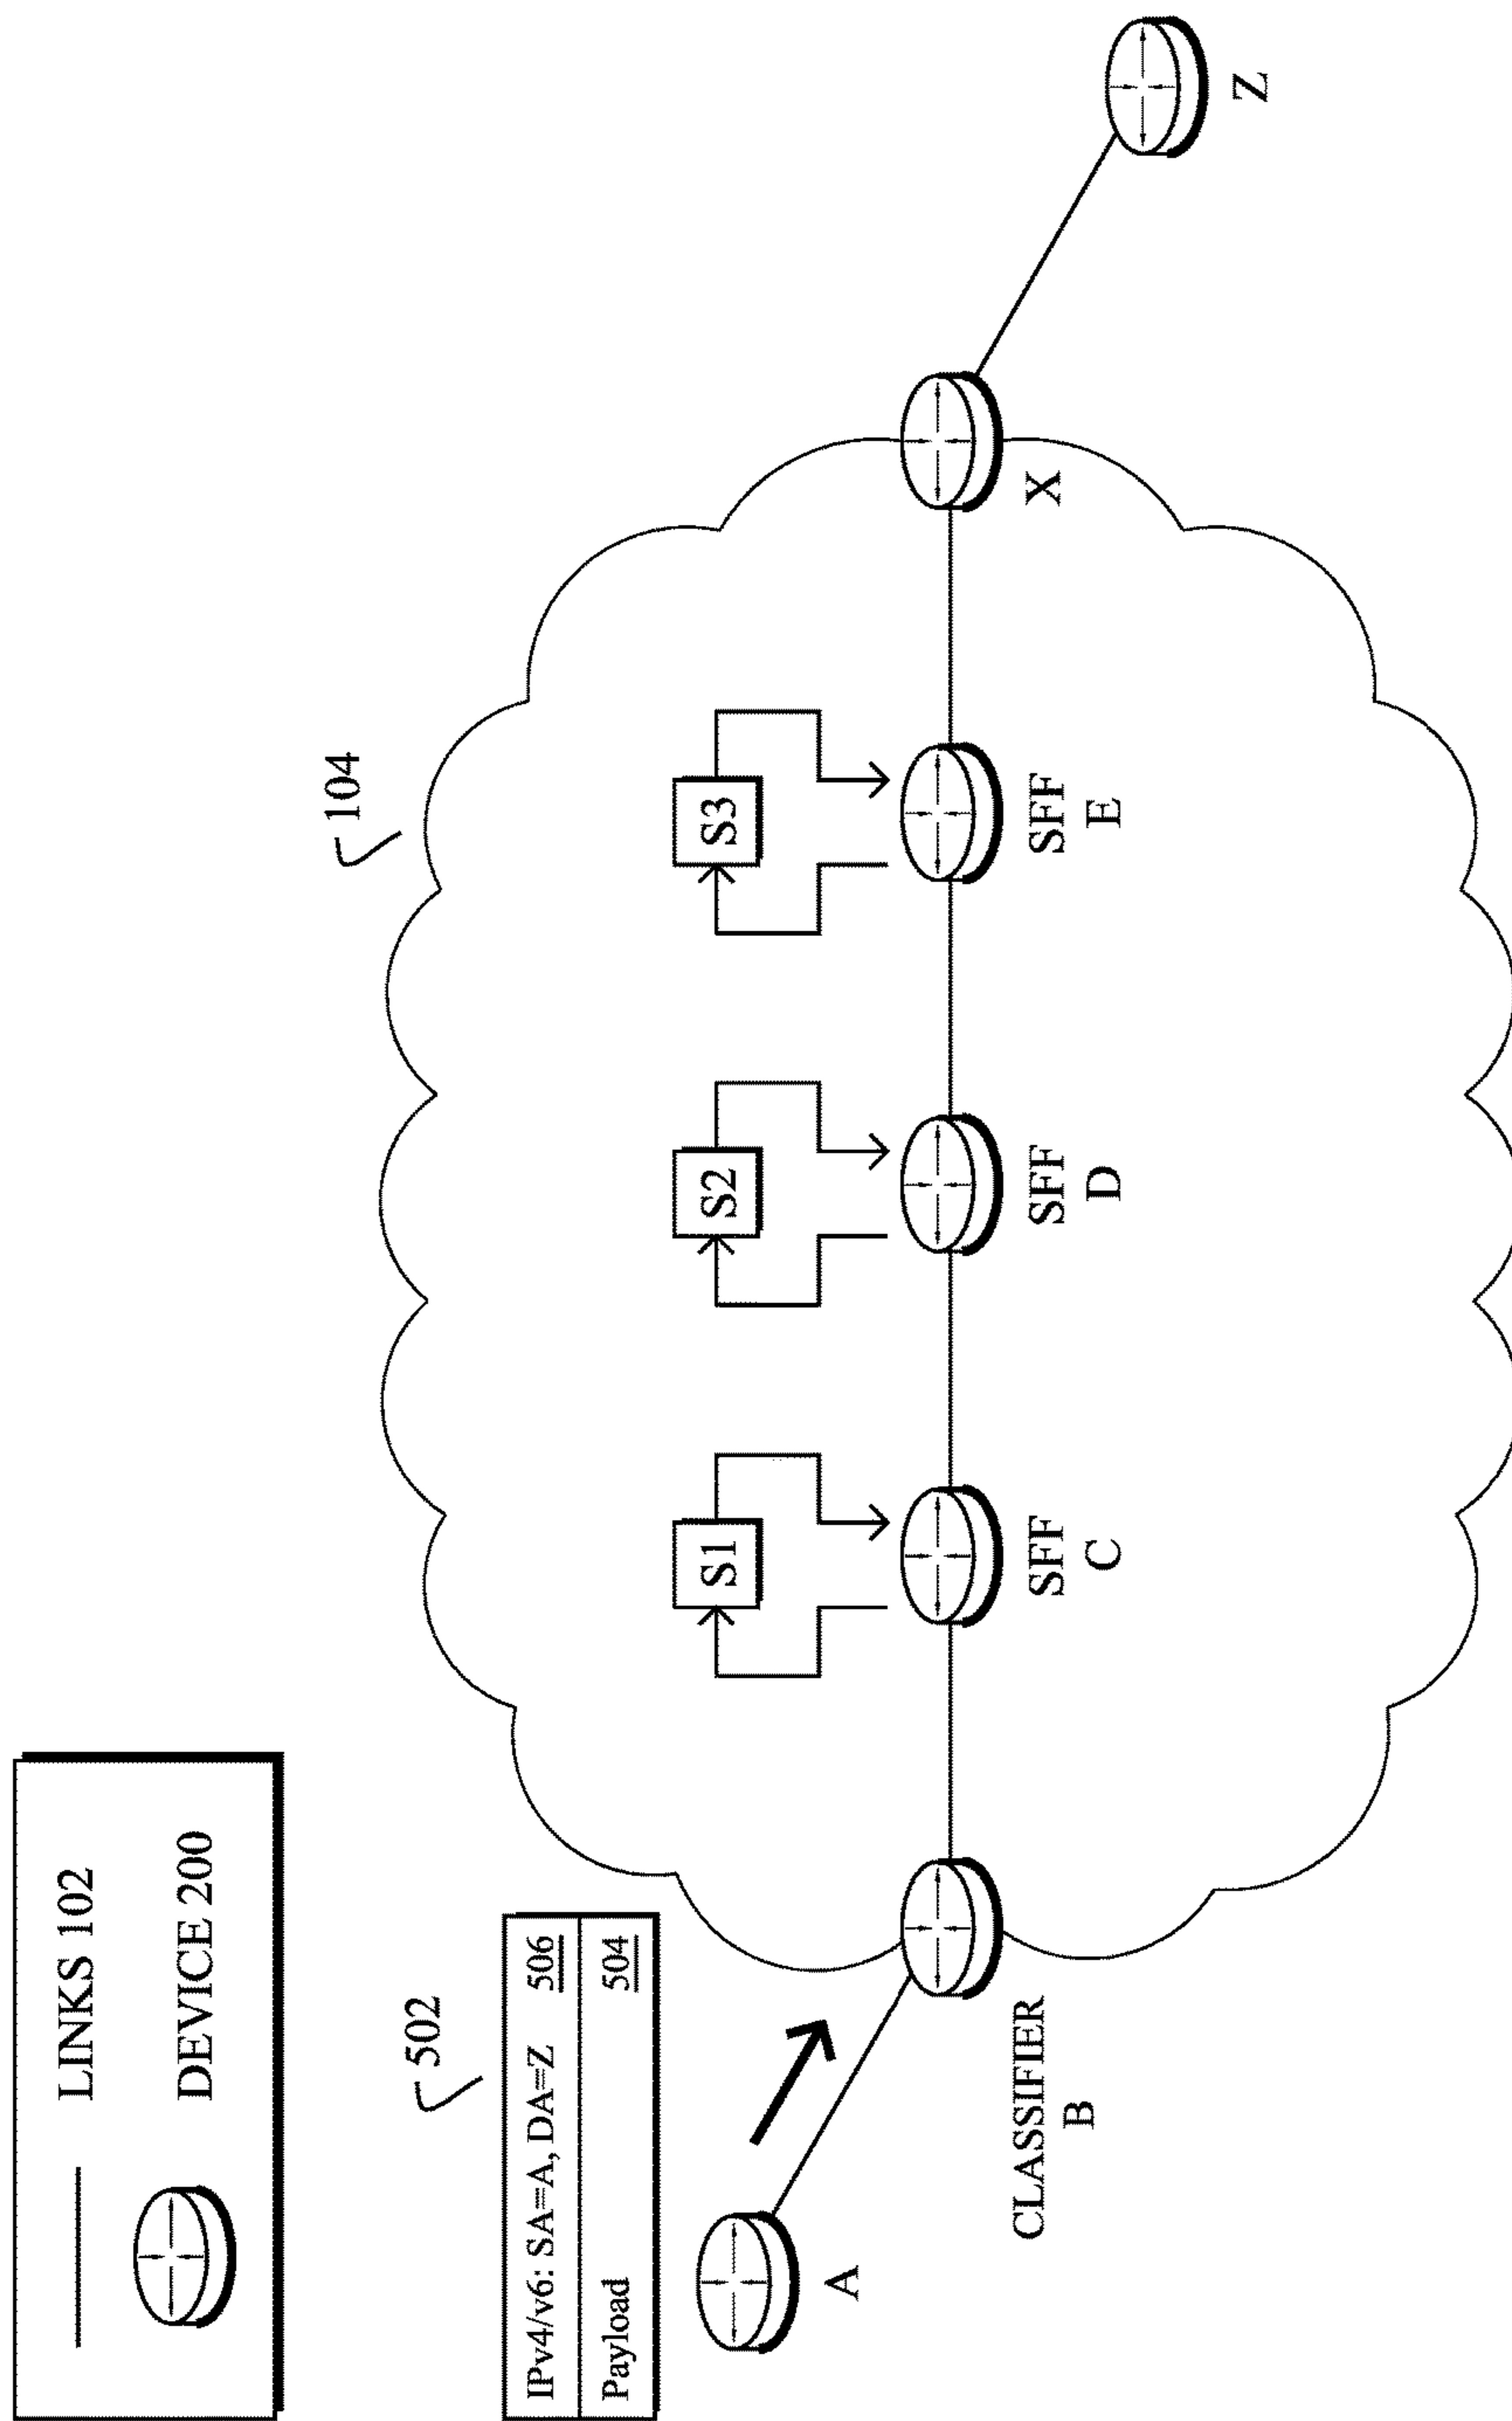 LINKS 102
DEVICE 200
502
IPv4/v6: SA=A, DA=Z 506
Payload 504
104
S1
S2
S3
A
CLASSIFIER
B
SFF
C
SFF
D
SFF
E
X
Z